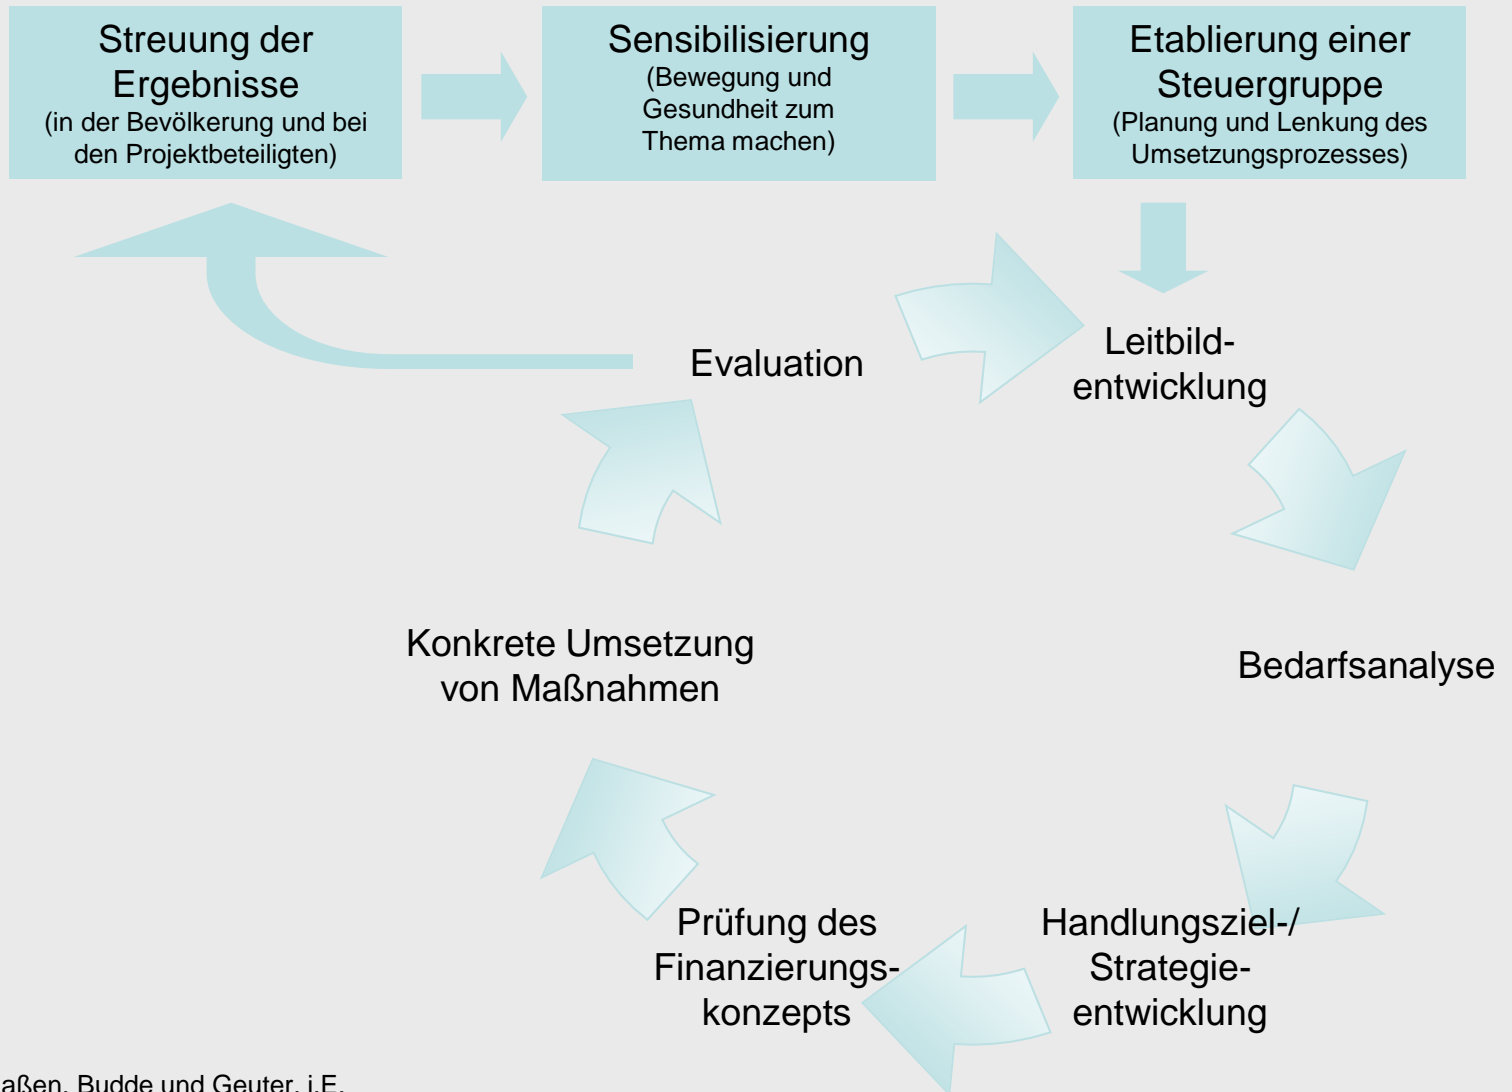 Streuung der
Ergebnisse
(in der Bevölkerung und bei
den Projektbeteiligten)
Sensibilisierung
(Bewegung und
Gesundheit zum
Thema machen)
Etablierung einer
Steuergruppe
(Planung und Lenkung des
Umsetzungsprozesses)
Evaluation
Leitbild-
entwicklung
Bedarfsanalyse
Handlungsziel-/
Strategie-
entwicklung
Prüfung des
Finanzierungs-
konzepts
Konkrete Umsetzung
von Maßnahmen
Budde und Geuter, i.E.